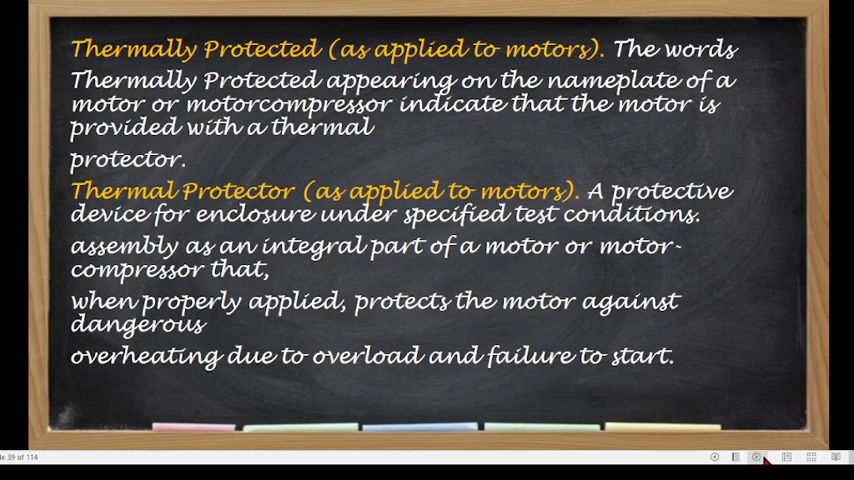 Thermally Protected (as applied to motors). The words
Thermally Protected appearing on the nameplate of a
motor or motorcompressor indicate that the motor is
provided with a thermal
protector.
Thermal Protector (as applied to motors). A protective
device for enclosure under specified test conditions.
assembly as an integral part of a motor or motor-
compressor that,
when properly applied, protects the motor against
dangerous
overheating due to overload and failure to start.
39 of 114